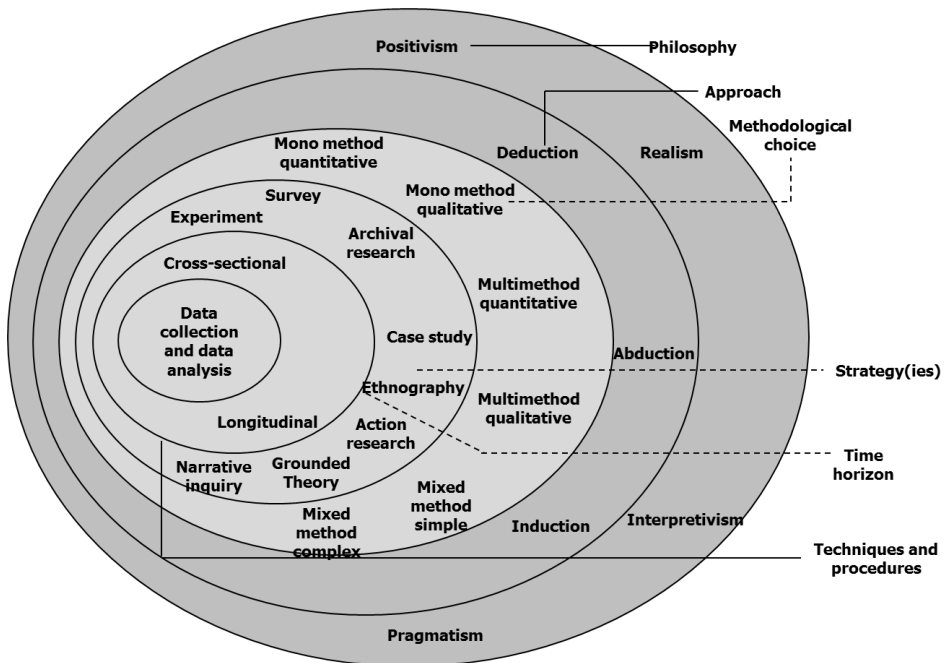 Positivism
Philosophy
Approach
Methodological
choice
Mono method
quantitative
Deduction
Realism
Survey
Mono method
qualitative
Experiment
Archival
research
Cross-sectional
Multimethod
quantitative
Data
collection
and data
analysis
Case study
Abduction
Strategy(ies)
Ethnography
Multimethod
qualitative
Longitudinal
Action
research
Time
horizon
Narrative
inquiry
Grounded
Theory
Mixed
method
simple
Mixed
method
complex
Induction
Interpretivism
Techniques and
procedures
Pragmatism